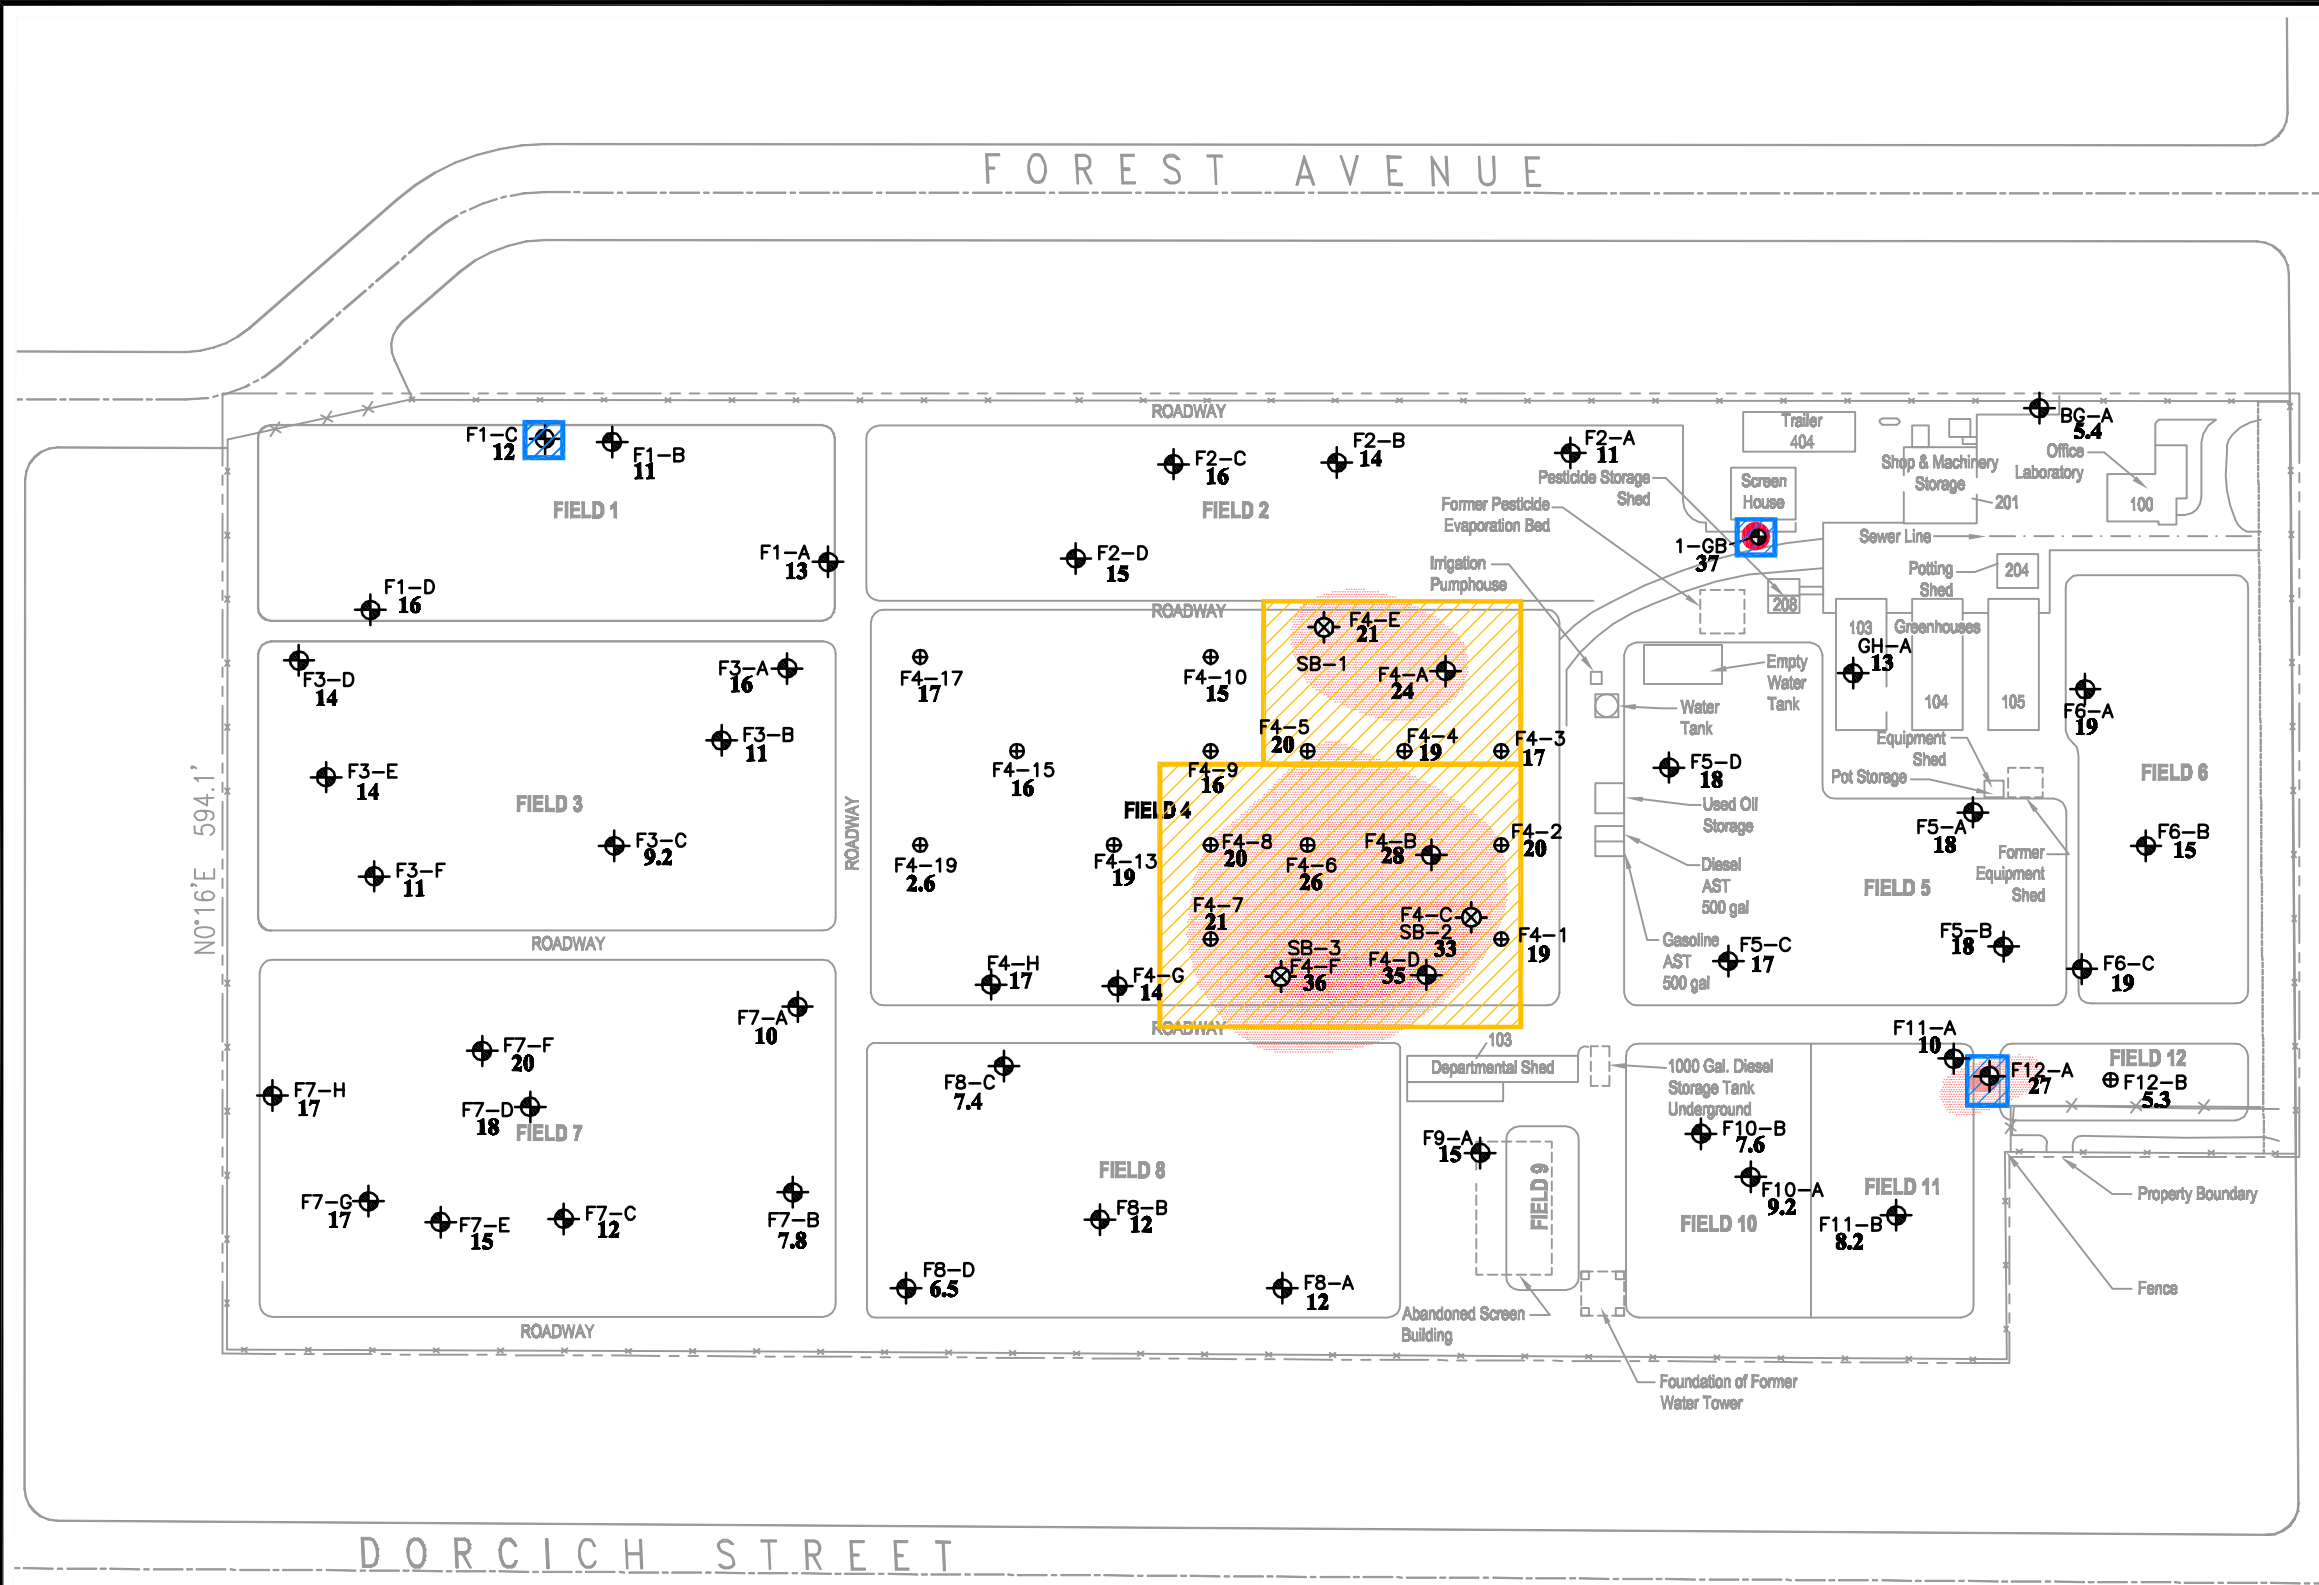 FOREST AVENUE
ROADWAY
F1-C
12
F1-B
11
FIELD 1
F1-A
13
F1-D
16
F2-C
16
F2-B
14
F2-A
11
FIELD 2
F2-D
15
Pesticide Storage
Shed
Former Pesticide
Evaporation Bed
Irrigation
Pumphouse
Trailer
404
Screen
House
1-GB
37
208
Shop & Machinery
Storage
201
BG-A
5.4
Office
Laboratory
100
Sewer Line
Potting
Shed
204
103
Greenhouses
GH-A
13
104
105
ROADWAY
F3-D
14
F3-A
16
F3-B
11
F3-E
14
FIELD 3
F3-C
9.2
F3-F
11
ROADWAY
N0°16'E 594.1'
ROADWAY
F4-17
17
F4-10
15
F4-E
21
SB-1
F4-A
24
F4-15
16
F4-9
16
F4-5
20
F4-4
19
F4-3
17
FIELD 4
F4-19
2.6
F4-13
19
F4-8
20
F4-6
26
F4-B
28
F4-2
20
F4-7
21
F4-C
SB-2
33
F4-1
19
F4-H
17
F4-G
14
SB-3
F4-F
36
F4-D
35
ROADWAY
Empty
Water
Tank
Water
Tank
F5-D
18
Used Oil
Storage
Diesel
AST
500 gal
Gasoline
AST
500 gal
Equipment
Shed
Pot Storage
F5-A
18
Former
Equipment
Shed
FIELD 5
F5-C
17
F5-B
18
F6-A
19
FIELD 6
F6-B
15
F6-C
19
F7-A
10
F7-F
20
F7-H
17
F7-D
18
FIELD 7
F7-G
17
F7-E
15
F7-C
12
F7-B
7.8
ROADWAY
F8-C
7.4
FIELD 8
F8-B
12
F8-D
6.5
F8-A
12
103
Departmental Shed
1000 Gal. Diesel
Storage Tank
Underground
F9-A
15
FIELD 9
Abandoned Screen
Building
Foundation of Former
Water Tower
F10-B
7.6
F10-A
9.2
FIELD 10
F11-A
10
FIELD 11
F11-B
8.2
FIELD 12
F12-A
27
F12-B
5.3
Property Boundary
Fence
DORCICH STREET